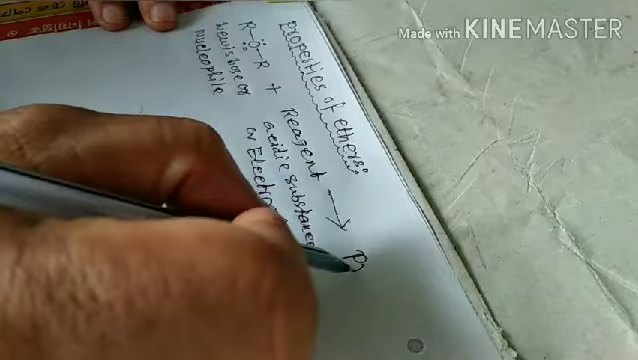 Properties of ethers:
R-Ö-R + Reagent → P
Lewis base or acidic substance
nucleophile or Electro
Made with KINEMASTER